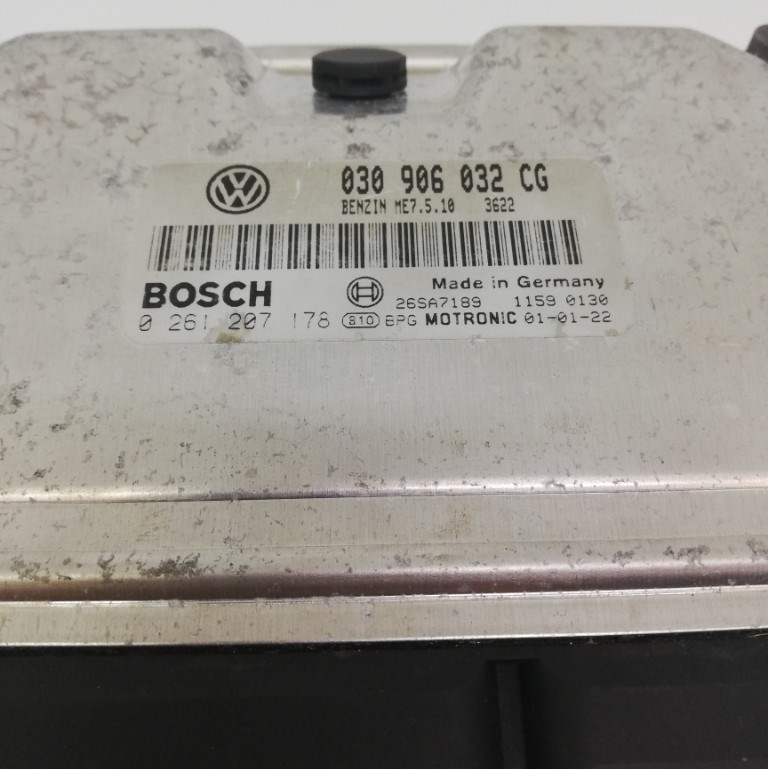 030 906 032 CG
BENZIN ME7.5.10 3622
BOSCH Made in Germany
26SA7189 1159 0130
0 261 207 178 810 BPG MOTRONIC 01-01-22